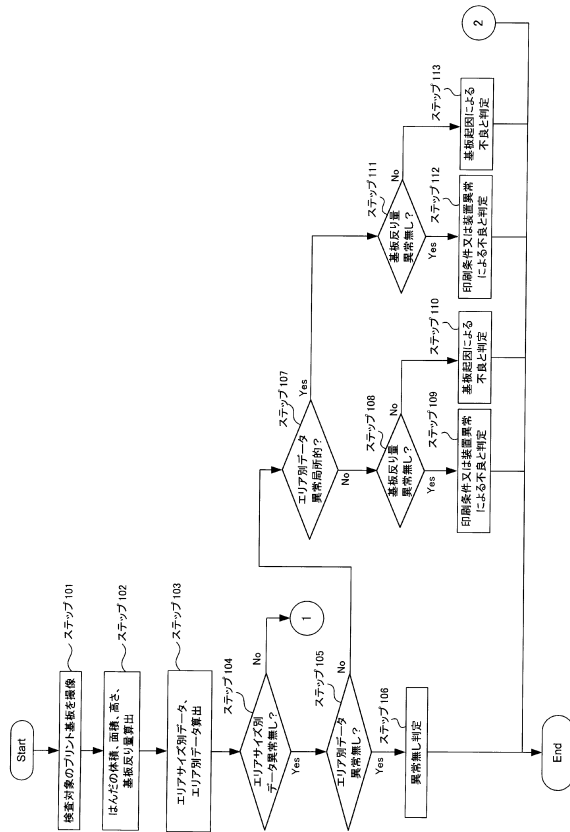 Start
ステップ101
検査対象のプリント基板を撮像
ステップ102
はんだの体積、面積、高さ、
基板反り量算出
ステップ103
エリアサイズ別データ、
エリア別データ算出
ステップ104
エリアサイズ別
データ異常無し?
No
1
Yes
ステップ105
エリア別データ
異常無し?
No
Yes
ステップ106
異常無し判定
End
ステップ107
エリア別データ
異常局所的?
Yes
No
ステップ108
基板反り量
異常無し?
No
Yes
ステップ109
印刷条件又は装置異常
による不良と判定
ステップ110
基板起因による
不良と判定
ステップ111
基板反り量
異常無し?
No
Yes
ステップ112
印刷条件又は装置異常
による不良と判定
ステップ113
基板起因による
不良と判定
2